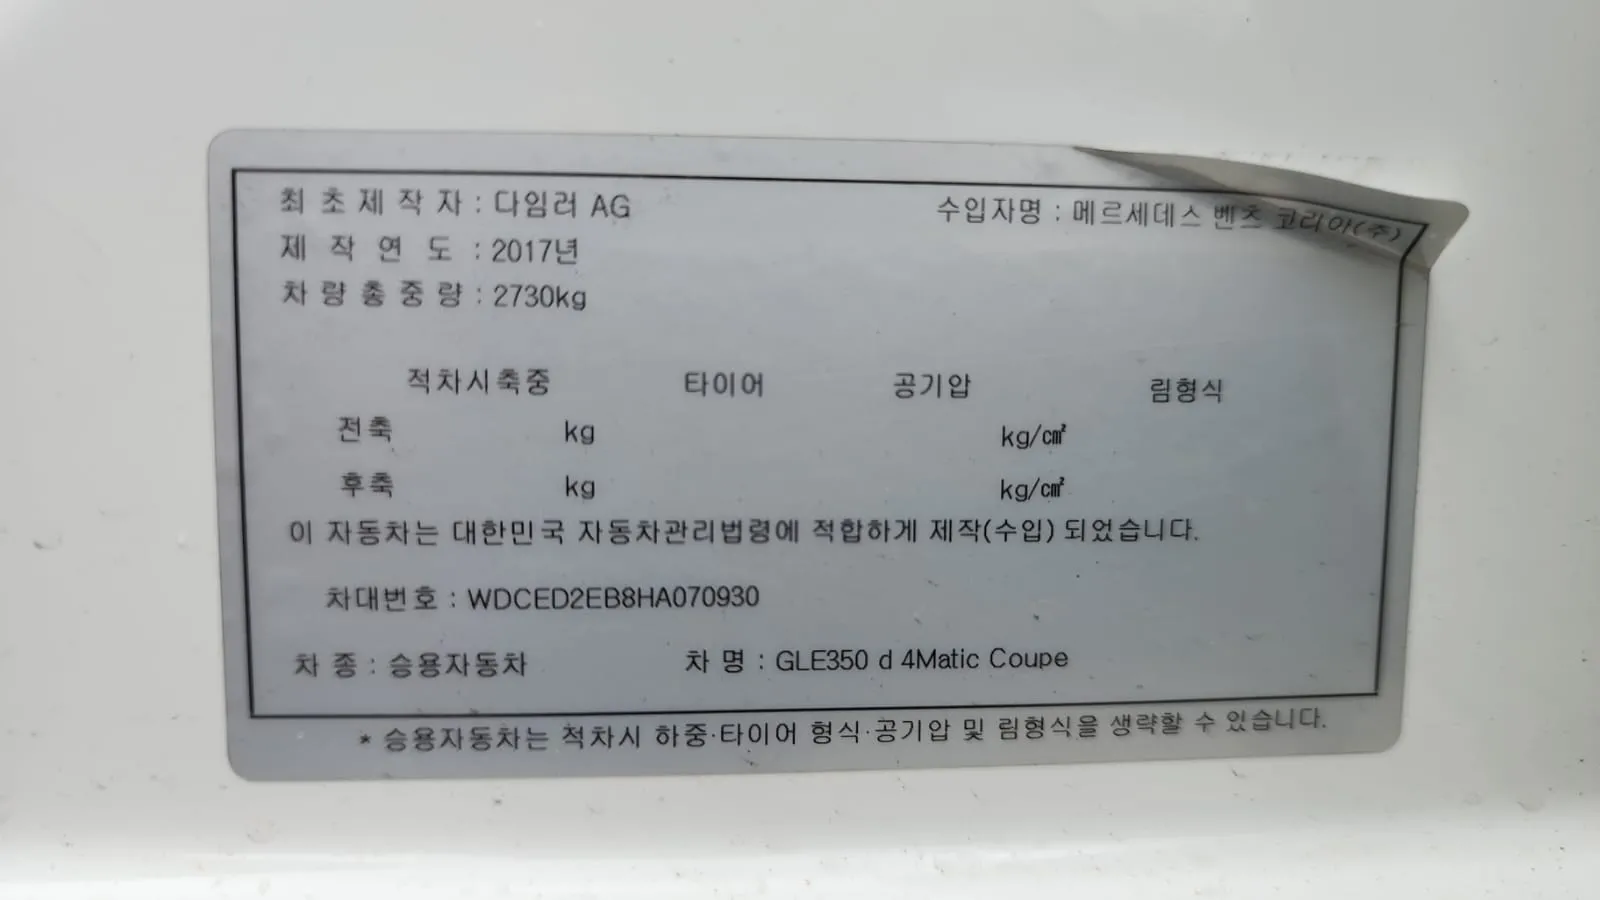 최초제작자 : 다임러 AG 수입자명 : 메르세데스 벤츠 코리아(주)
제작연도 : 2017년
차량총중량 : 2730kg
적차시축중 타이어 공기압 림형식
전축 kg kg/㎠
후축 kg kg/㎠
이 자동차는 대한민국 자동차관리법령에 적합하게 제작(수입) 되었습니다.
차대번호 : WDCED2EB8HA070930
차 종 : 승용자동차 차 명 : GLE350 d 4Matic Coupe
* 승용자동차는 적차시 하중·타이어 형식·공기압 및 림형식을 생략할 수 있습니다.